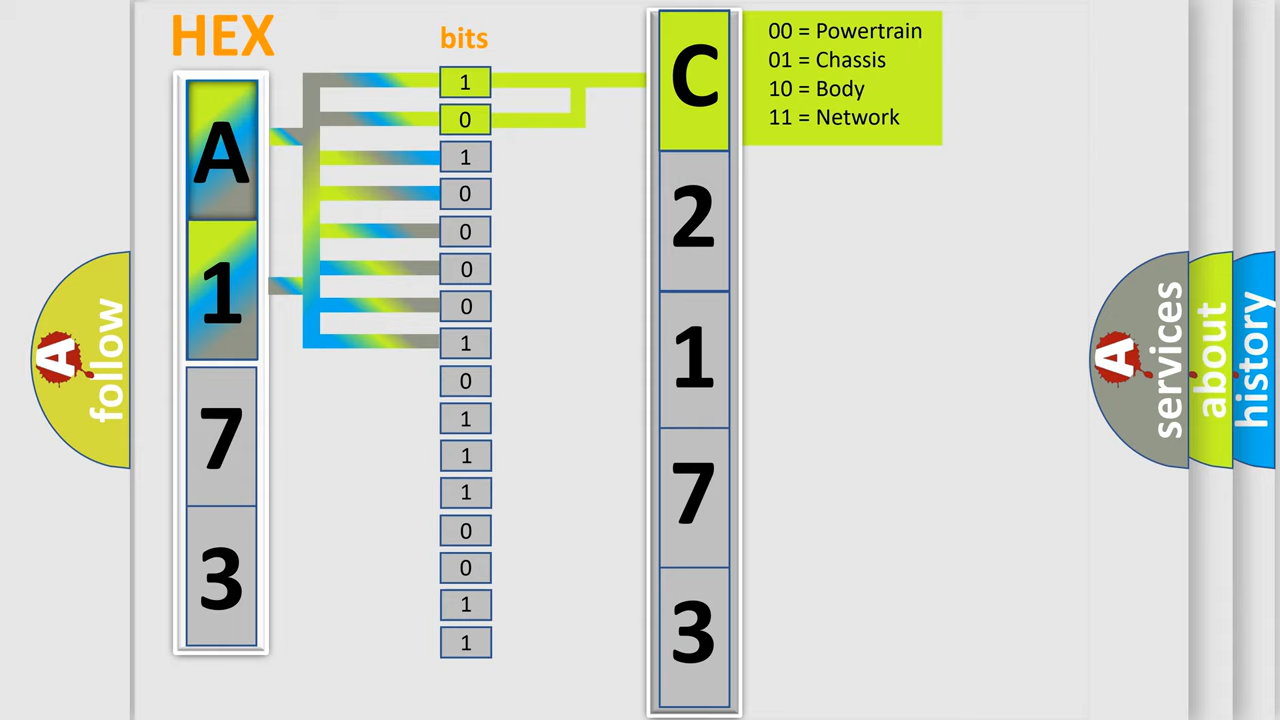 HEX
A
1
7
3
bits
1
0
1
0
0
0
0
1
0
1
1
1
0
0
1
1
C
2
1
7
3
00 = Powertrain
01 = Chassis
10 = Body
11 = Network
A
follow
A
services
about
history